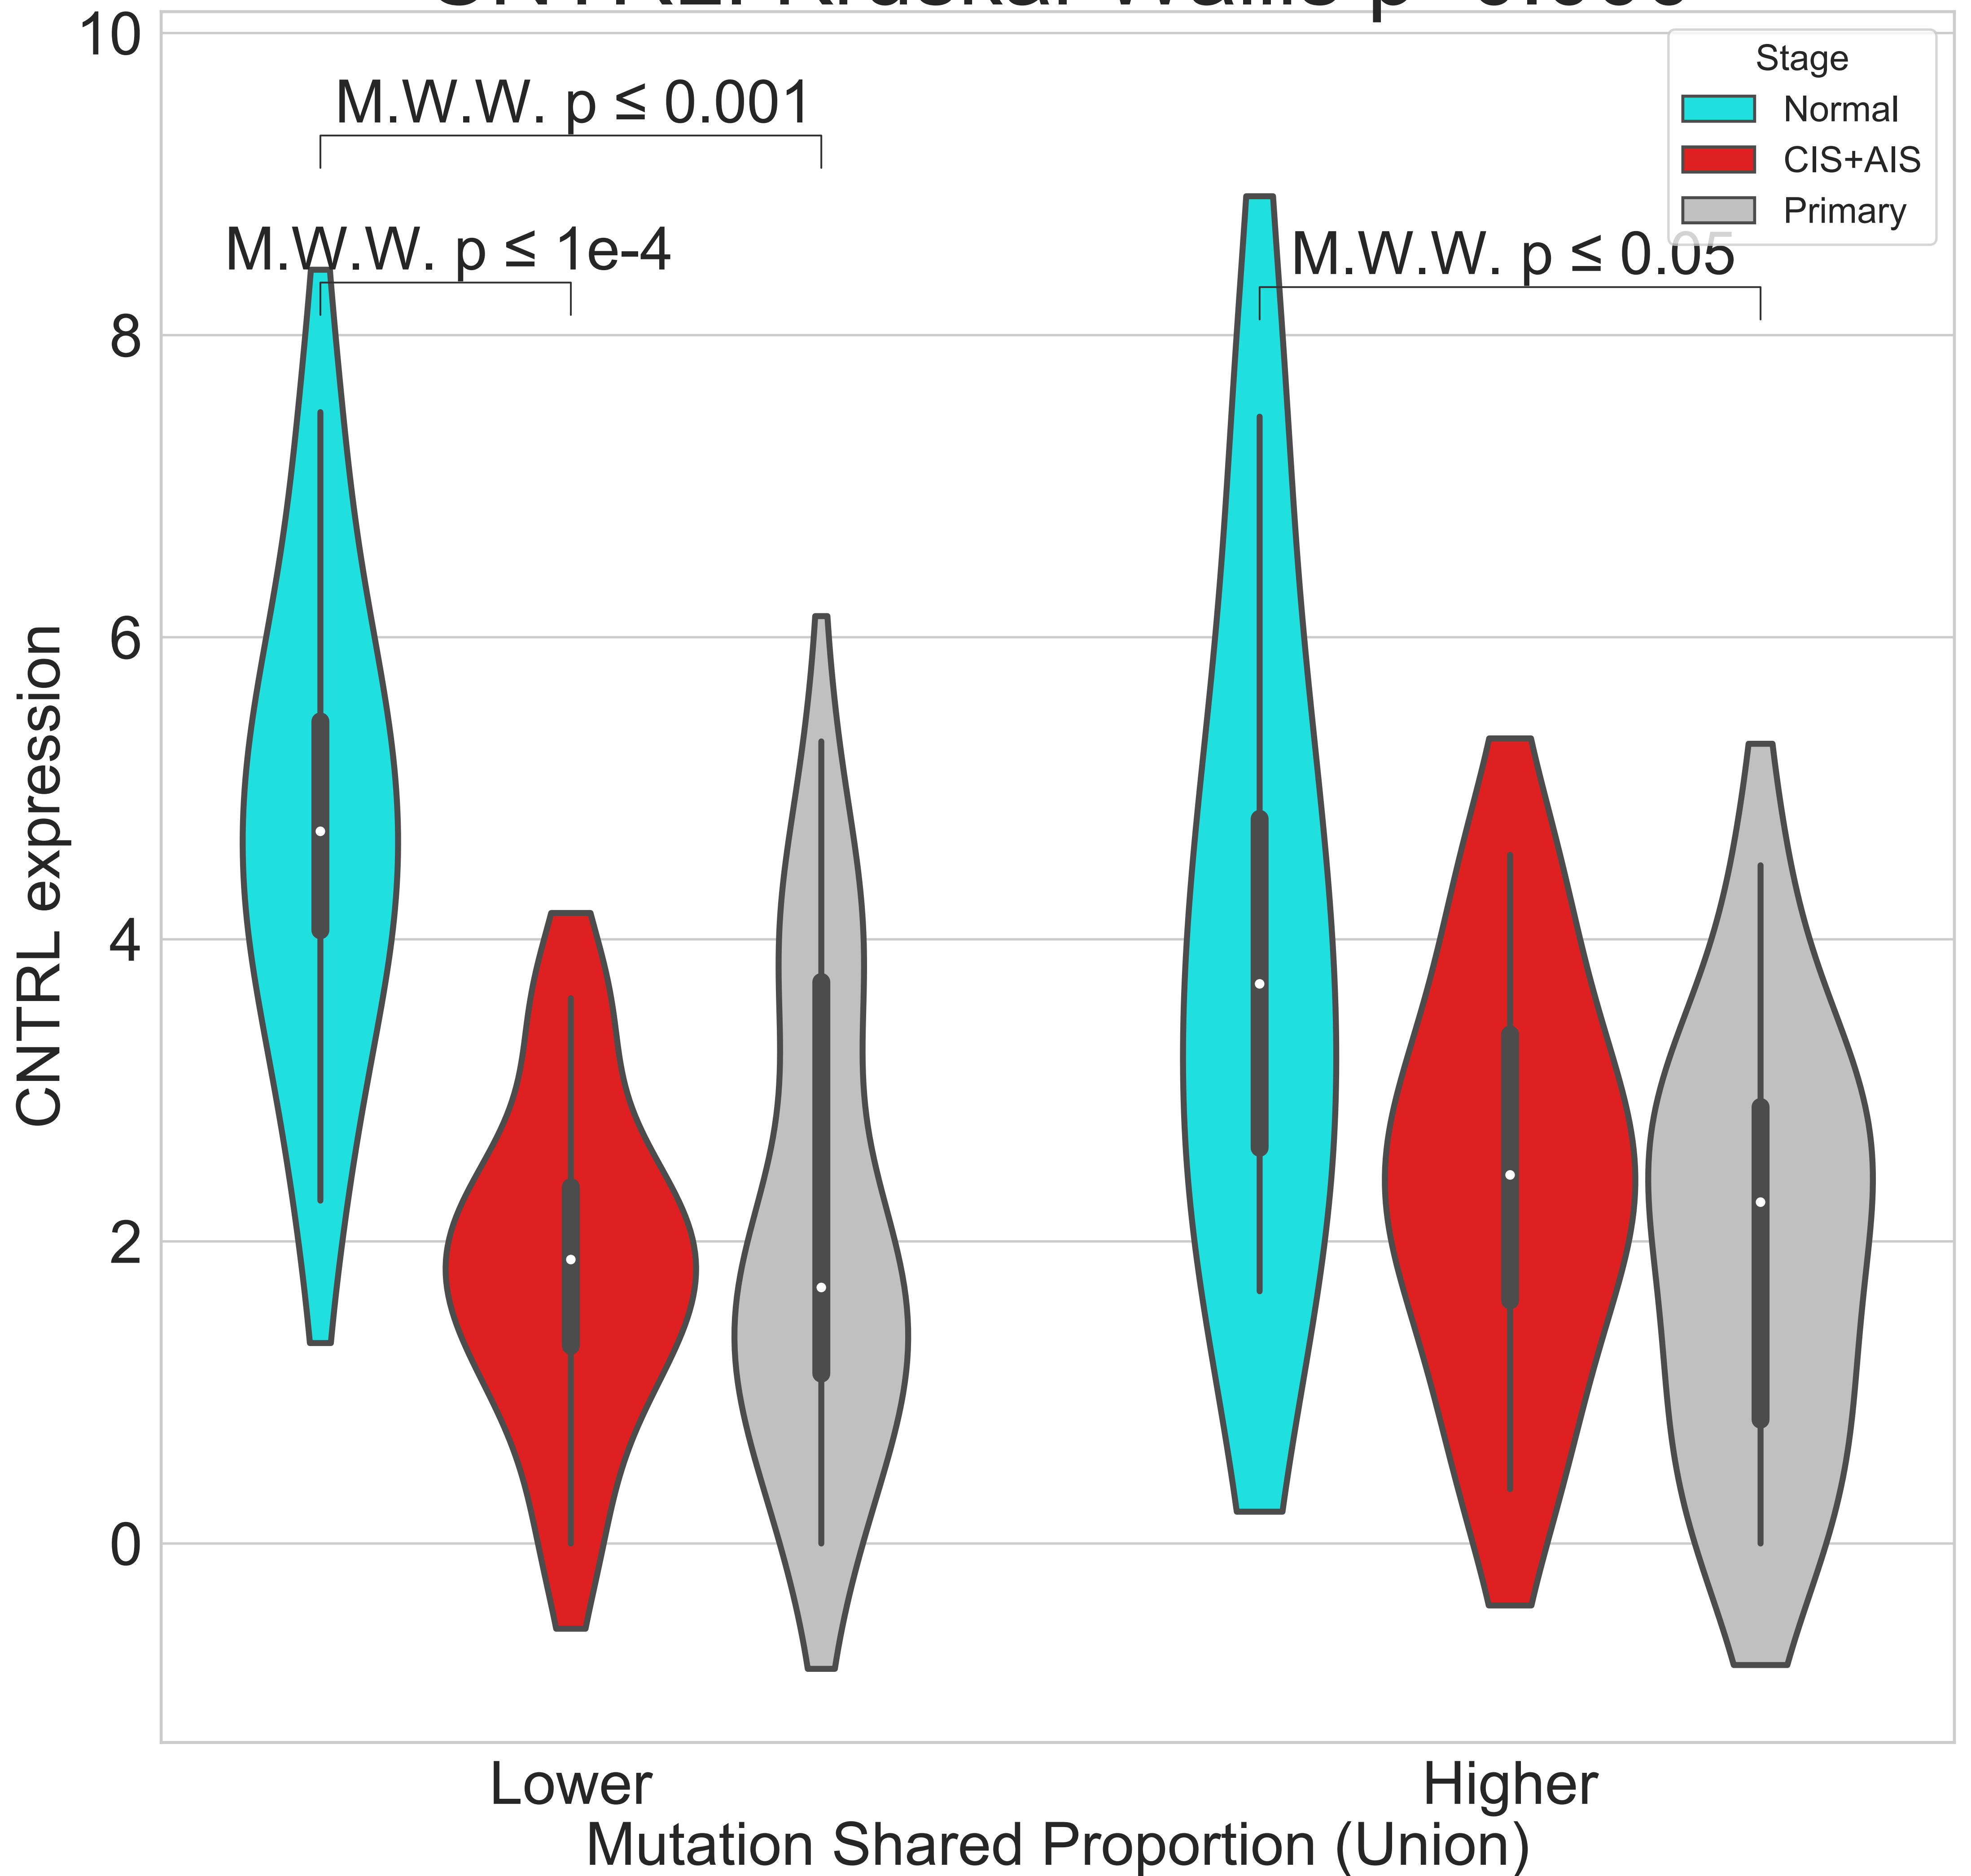 10
M.W.W. p ≤ 0.001
Stage
Normal
CIS+AIS
Primary
M.W.W. p ≤ 1e-4
M.W.W. p ≤ 0.05
8
6
4
2
0
CNTRL expression
Lower
Higher
Mutation Shared Proportion (Union)